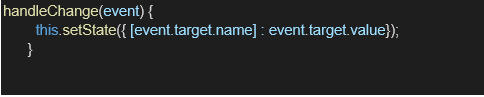 handleChange(event) {
this.setState({ [event.target.name] : event.target.value});
}